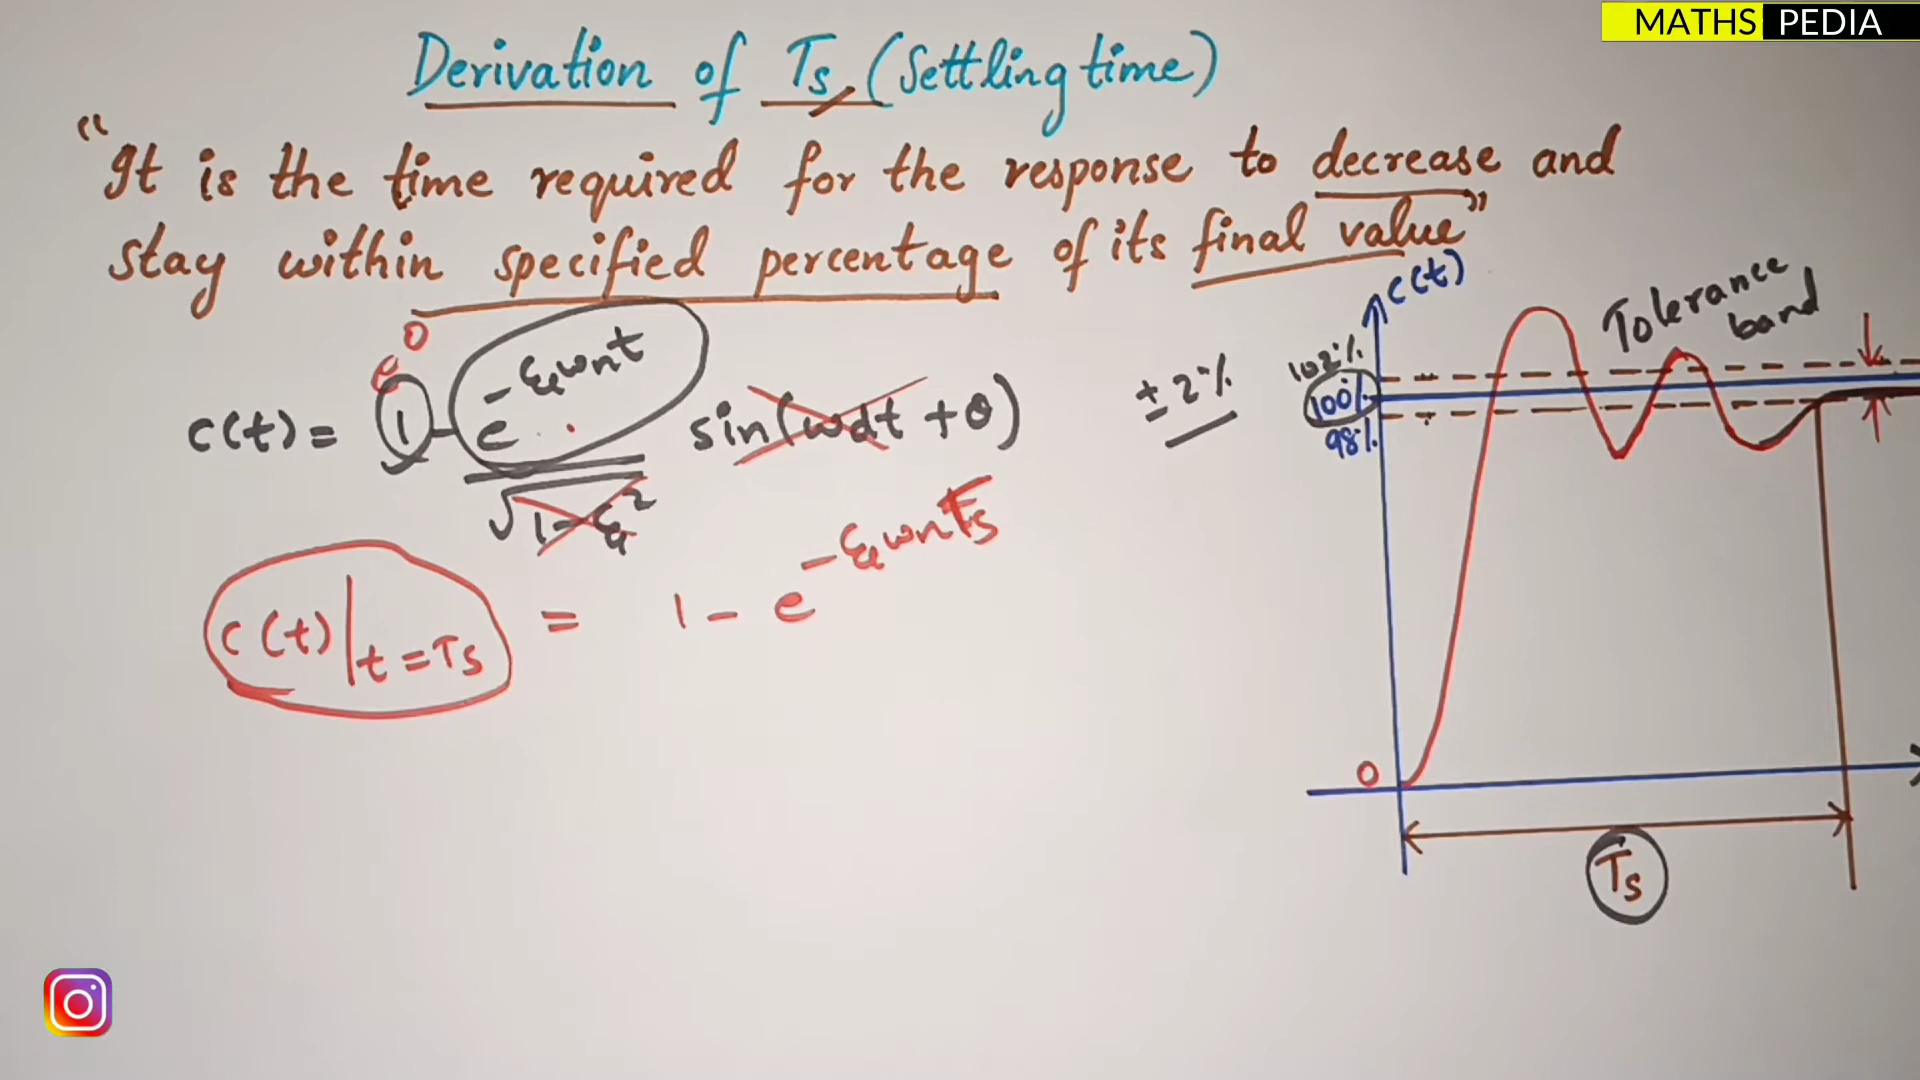 MATHS PEDIA
Derivation of Ts (Settling time)
"It is the time required for the response to decrease and
stay within specified percentage of its final value"
c(t) = 1 - e^-ξωnt / √1-ξ² sin(ωdt + θ)
e^0
± 2%
c(t)|t=Ts = 1 - e^-ξωnTs
c(t)
Tolerance
band
102%
100%
98%
0
Ts